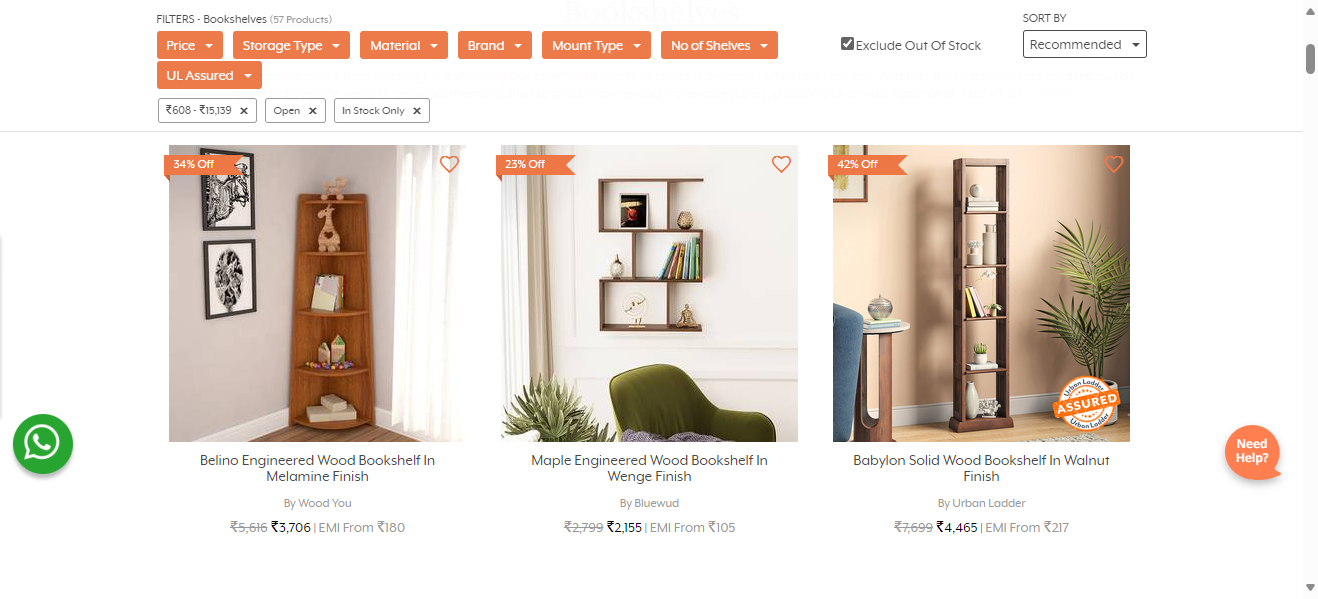 Bookshelves
FILTERS - Bookshelves (57 Products)
SORT BY
Price
Storage Type
Material
Brand
Mount Type
No of Shelves
Exclude Out Of Stock
Recommended
UL Assured
₹608 - ₹15,139 ×
Open ×
In Stock Only ×
34% Off
23% Off
42% Off
Urban Ladder
ASSURED
Urban Ladder
Need
Help?
Belino Engineered Wood Bookshelf In
Melamine Finish
By Wood You
₹5,616 ₹3,706 | EMI From ₹180
Maple Engineered Wood Bookshelf In
Wenge Finish
By Bluewud
₹2,799 ₹2,155 | EMI From ₹105
Babylon Solid Wood Bookshelf In Walnut
Finish
By Urban Ladder
₹7,699 ₹4,465 | EMI From ₹217